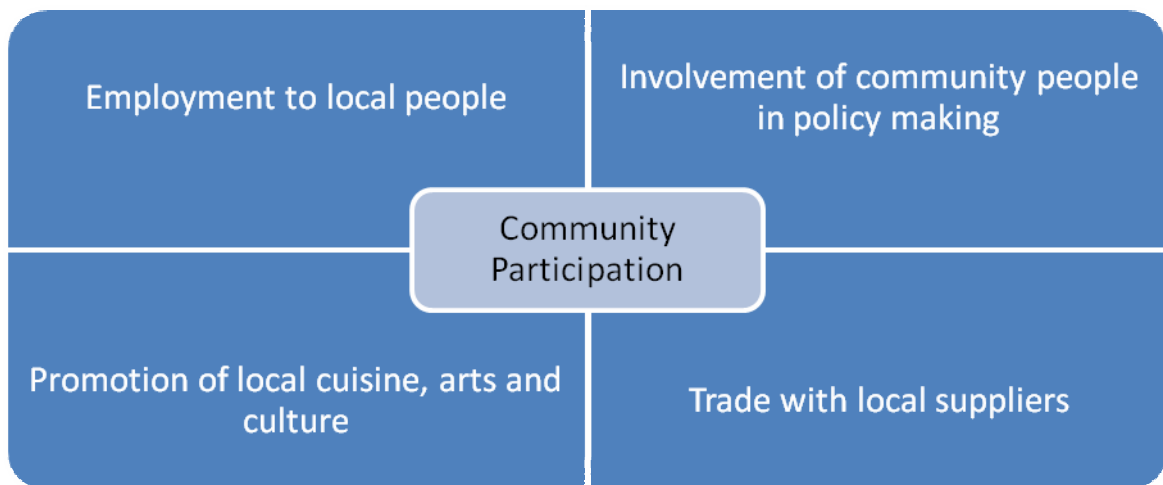 Employment to local people
Involvement of community people
in policy making
Community
Participation
Promotion of local cuisine, arts and
culture
Trade with local suppliers